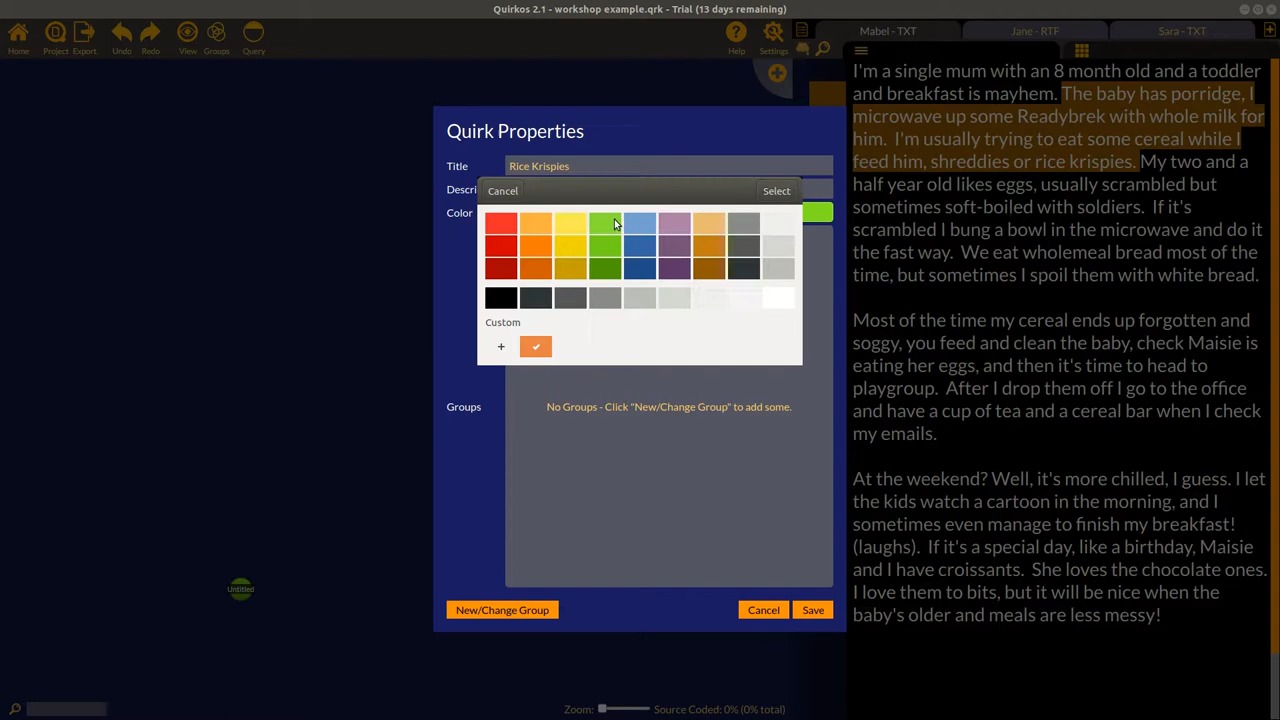 Quirkos 2.1 - workshop example.qrk - Trial (13 days remaining)
Home
Project
Export
Undo
Redo
View
Groups
Query
Help
Settings
Mabel - TXT
Jane - RTF
Sara - TXT
Quirk Properties
Title
Rice Krispies
Descri
Color
Cancel
Select
Custom
Groups
No Groups - Click "New/Change Group" to add some.
New/Change Group
Cancel
Save
Untitled
Zoom:
Source Coded: 0% (0% total)
I'm a single mum with an 8 month old and a toddler
and breakfast is mayhem. The baby has porridge, I
microwave up some Readybrek with whole milk for
him. I'm usually trying to eat some cereal while I
feed him, shreddies or rice krispies. My two and a
half year old likes eggs, usually scrambled but
sometimes soft-boiled with soldiers. If it's
scrambled I bung a bowl in the microwave and do it
the fast way. We eat wholemeal bread most of the
time, but sometimes I spoil them with white bread.
Most of the time my cereal ends up forgotten and
soggy, you feed and clean the baby, check Maisie is
eating her eggs, and then it's time to head to
playgroup. After I drop them off I go to the office
and have a cup of tea and a cereal bar when I check
my emails.
At the weekend? Well, it's more chilled, I guess. I let
the kids watch a cartoon in the morning, and I
sometimes even manage to finish my breakfast!
(laughs). If it's a special day, like a birthday, Maisie
and I have croissants. She loves the chocolate ones.
I love them to bits, but it will be nice when the
baby's older and meals are less messy!